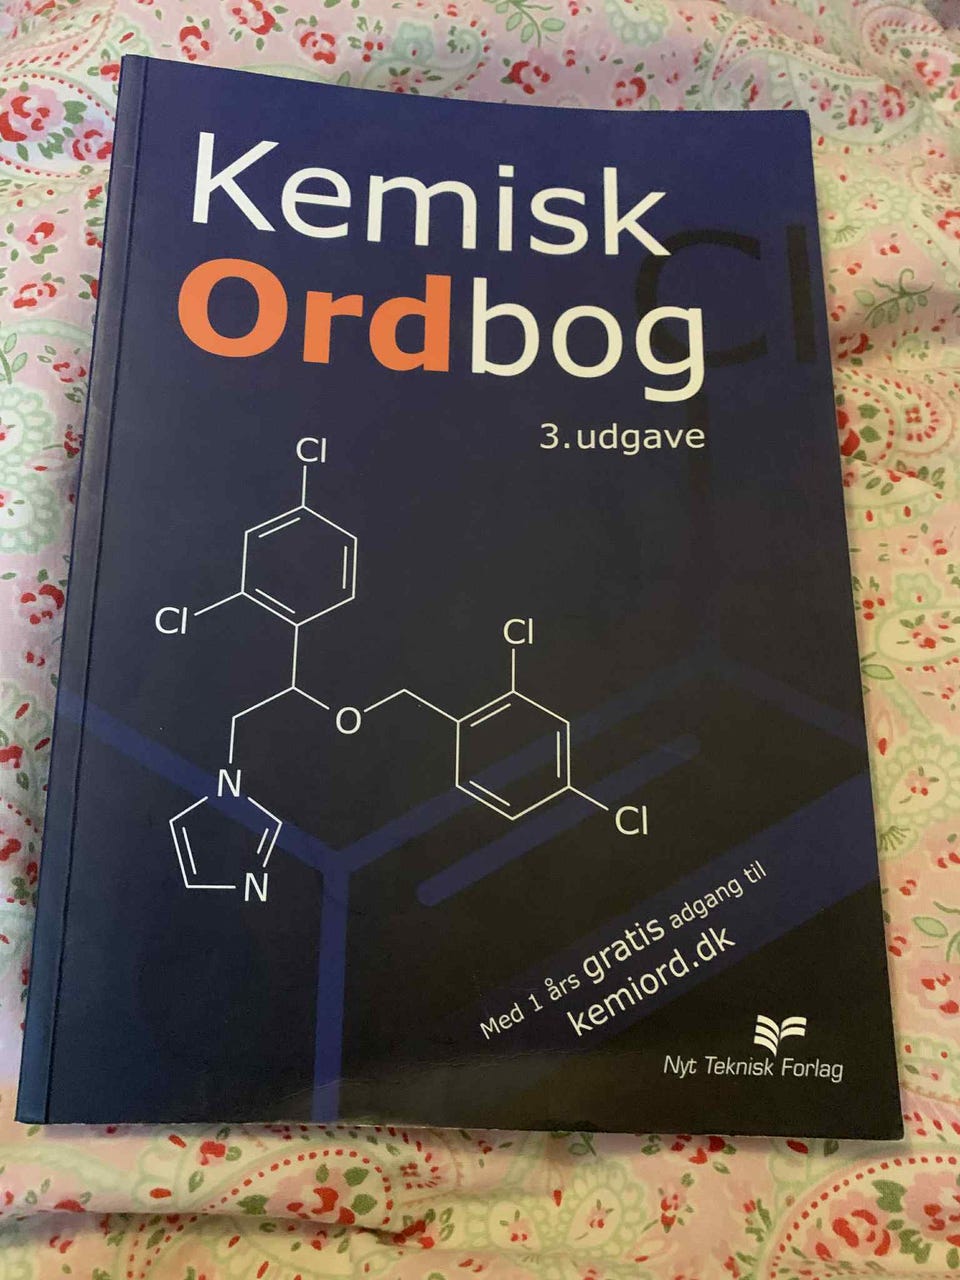 Kemisk
Ordbog
3.udgave
Cl
Cl
Cl
Cl
O
N
Cl
N
Med 1 års gratis adgang til
kemiord.dk
Nyt Teknisk Forlag